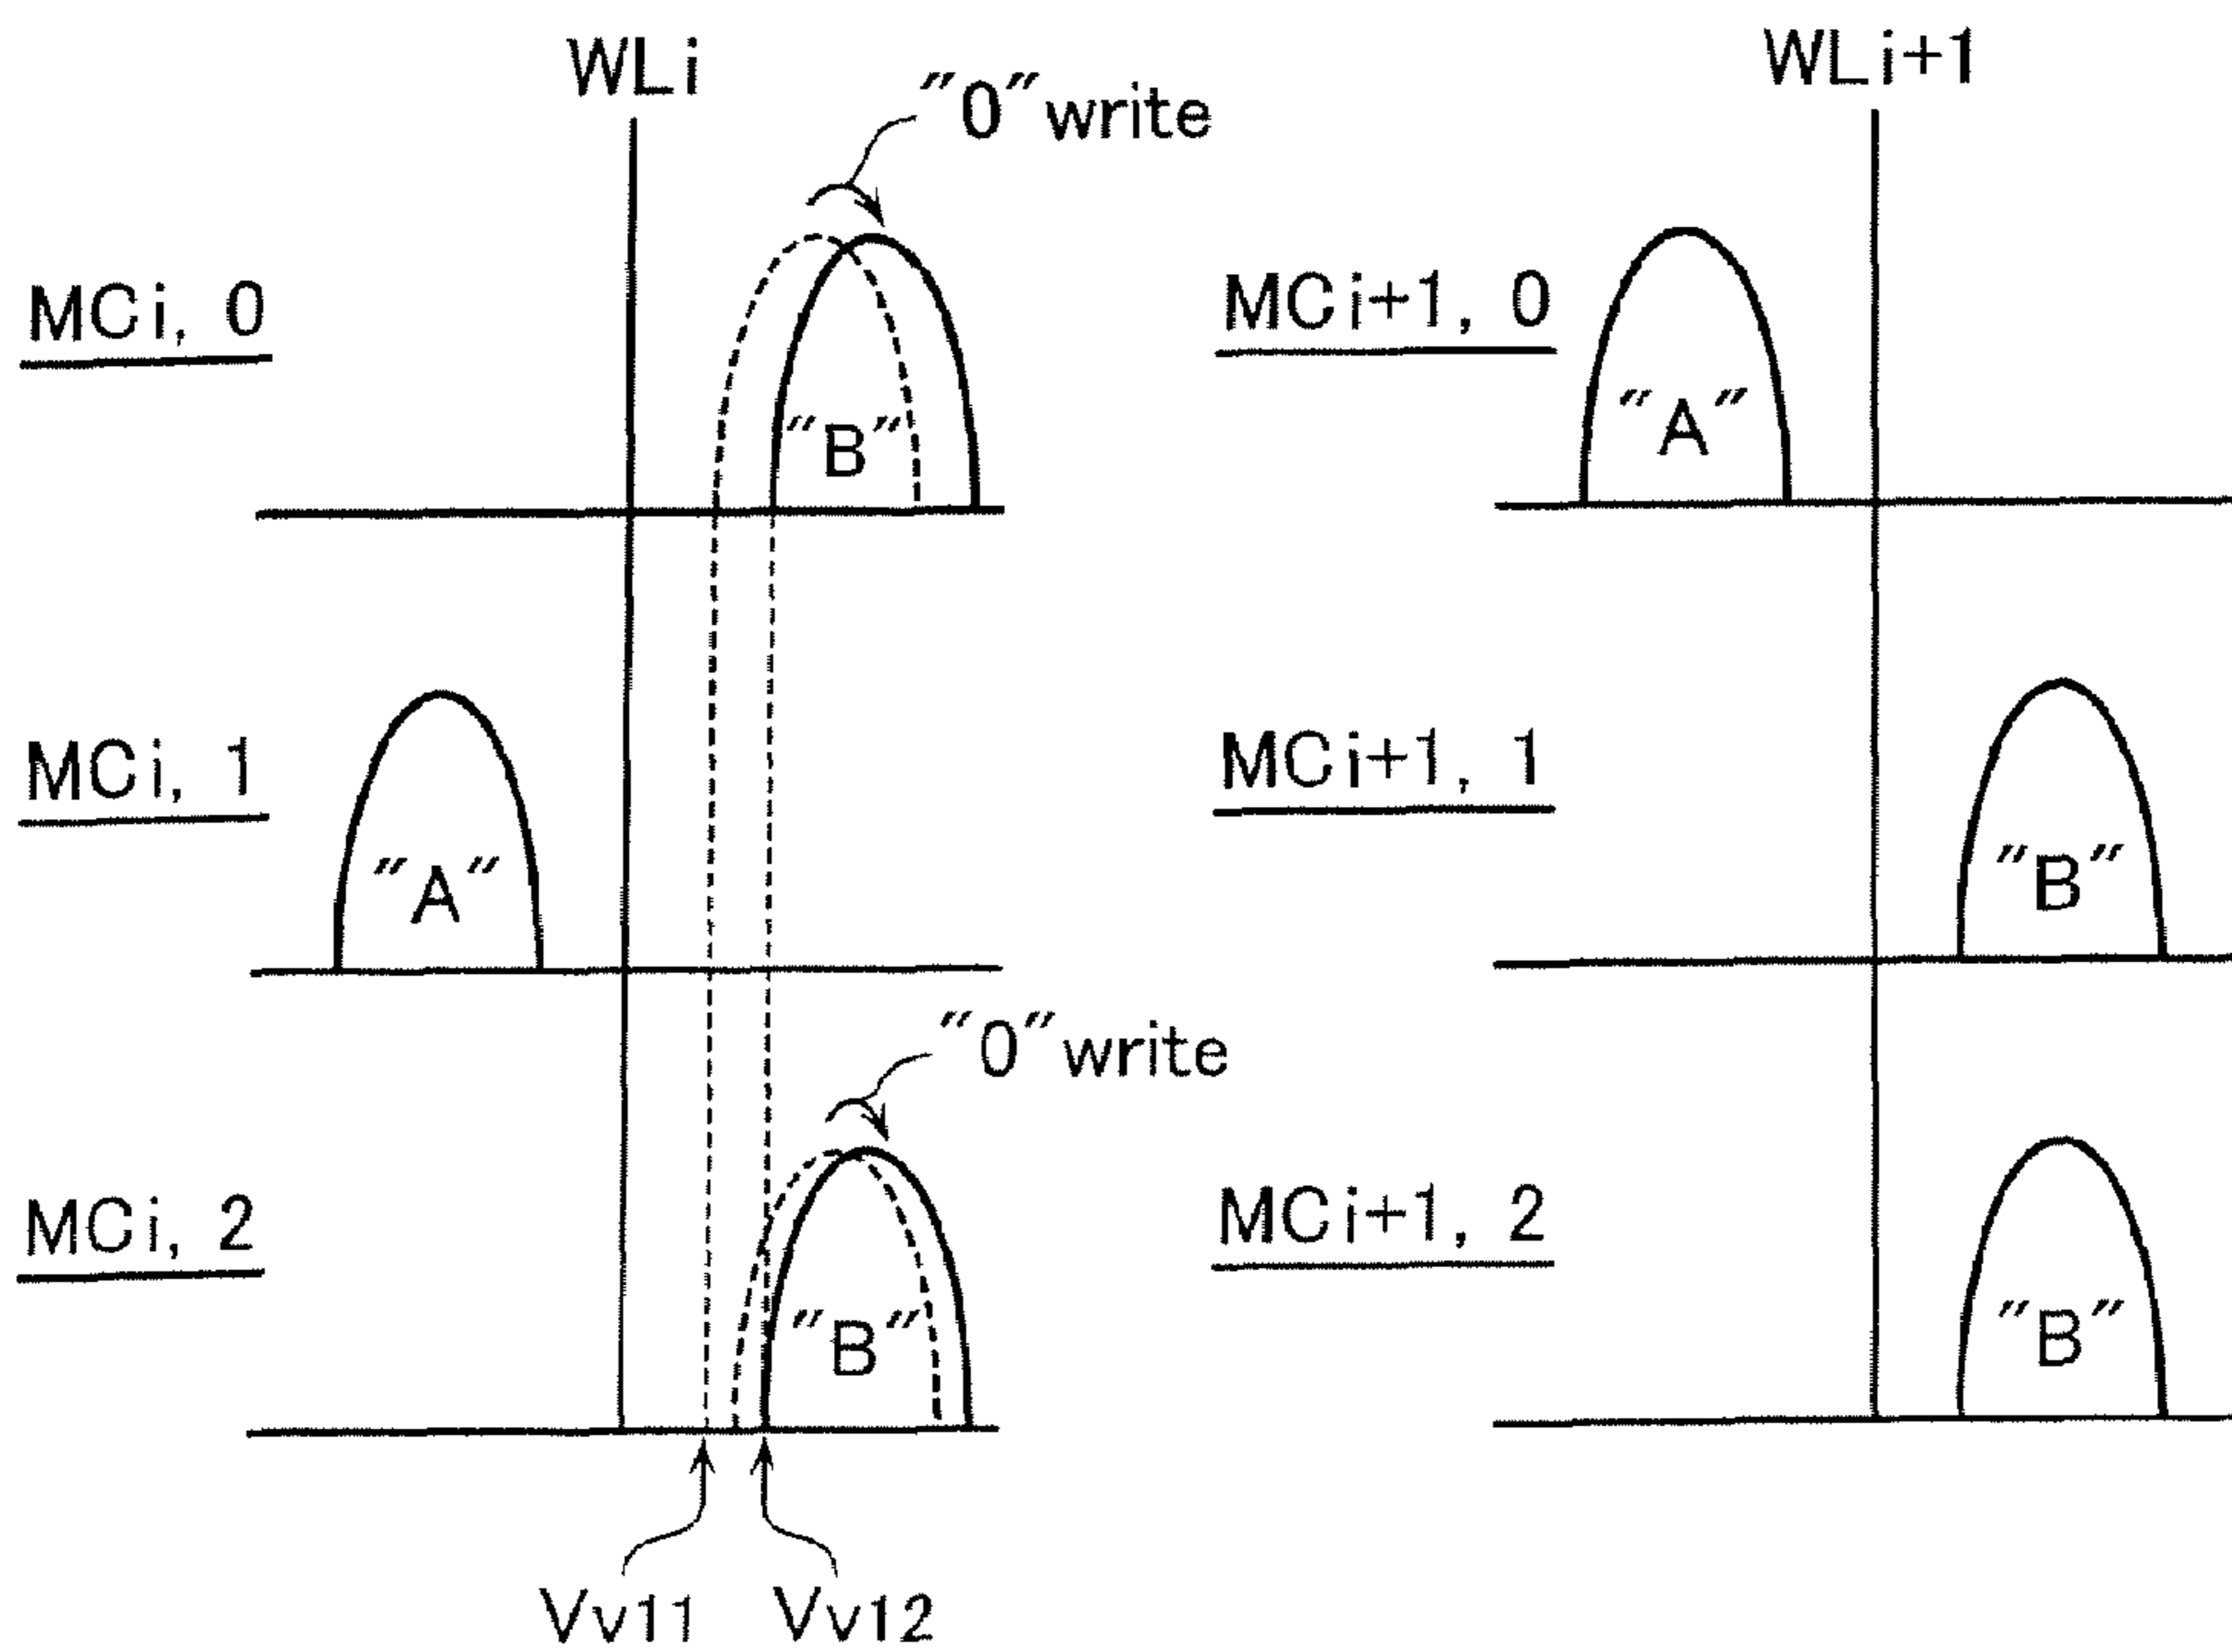 WLi
WLi+1
"0"write
MCi, 0
"B"
MCi+1, 0
"A"
MCi, 1
"A"
MCi+1, 1
"B"
"0"write
MCi, 2
"B"
MCi+1, 2
"B"
Vv11
Vv12